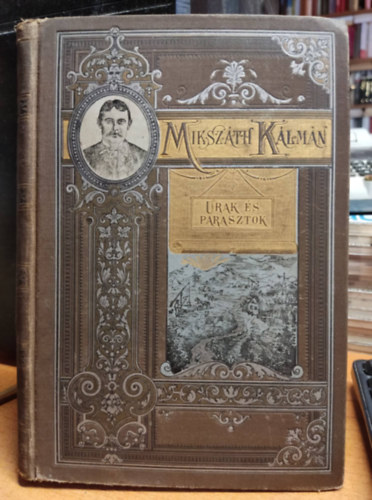 MIKSZÁTH KÁLMÁN
URAK ÉS
PARASZTOK